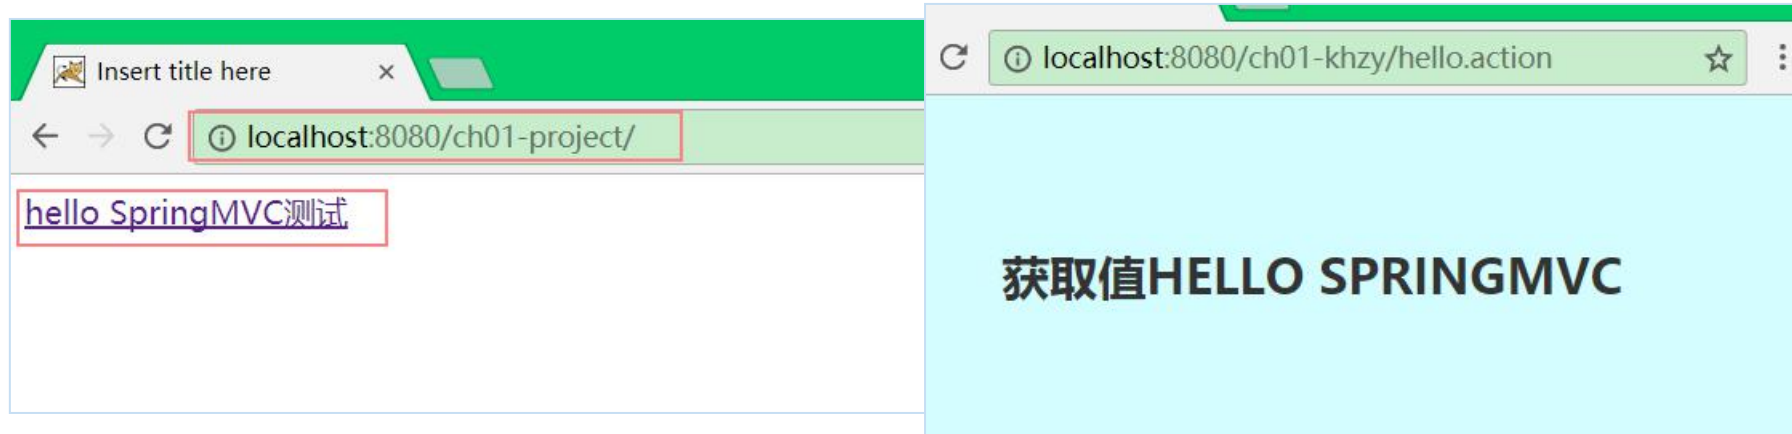 Insert title here
localhost:8080/ch01-project/
hello SpringMVC测试
localhost:8080/ch01-khzy/hello.action
获取值HELLO SPRINGMVC